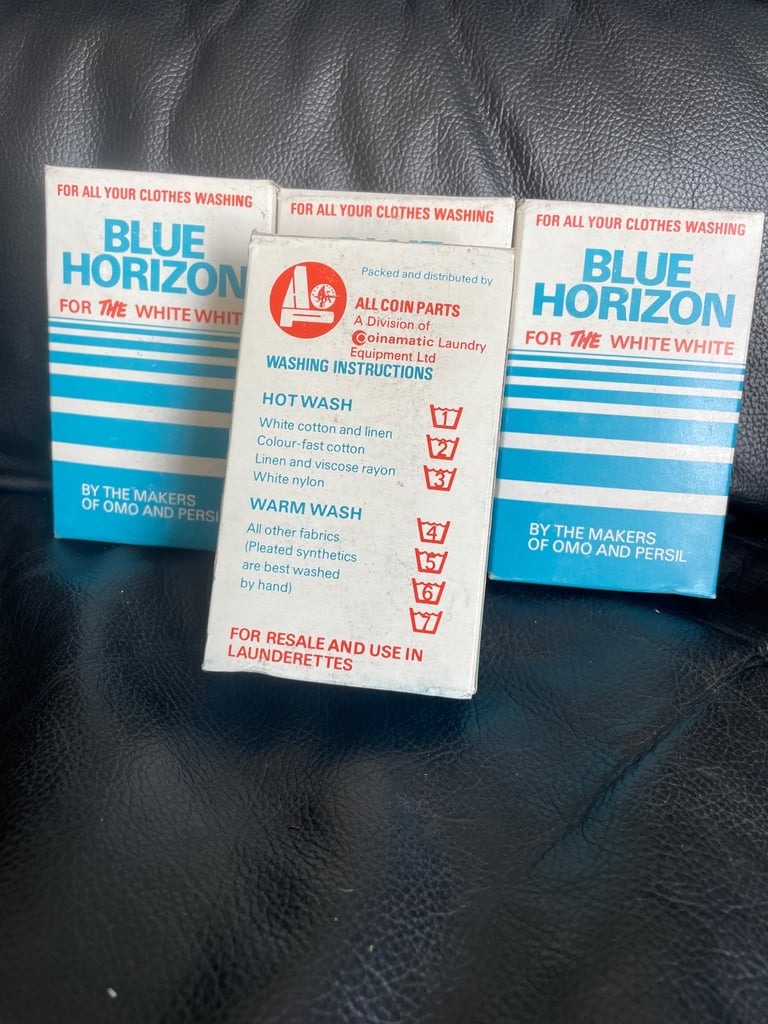 FOR ALL YOUR CLOTHES WASHING
BLUE
HORIZON
FOR THE WHITE WHIT
BY THE MAKERS
OF OMO AND PERSI
FOR ALL YOUR CLOTHES WASHING
Packed and distributed by
ALL COIN PARTS
A Division of
Coinamatic Laundry
Equipment Ltd
WASHING INSTRUCTIONS
HOT WASH
White cotton and linen 1
Colour-fast cotton 2
Linen and viscose rayon 3
White nylon
WARM WASH
All other fabrics 4
(Pleated synthetics 5
are best washed 6
by hand) 7
FOR RESALE AND USE IN
LAUNDERETTES
FOR ALL YOUR CLOTHES WASHING
BLUE
HORIZON
FOR THE WHITE WHITE
BY THE MAKERS
OF OMO AND PERSIL